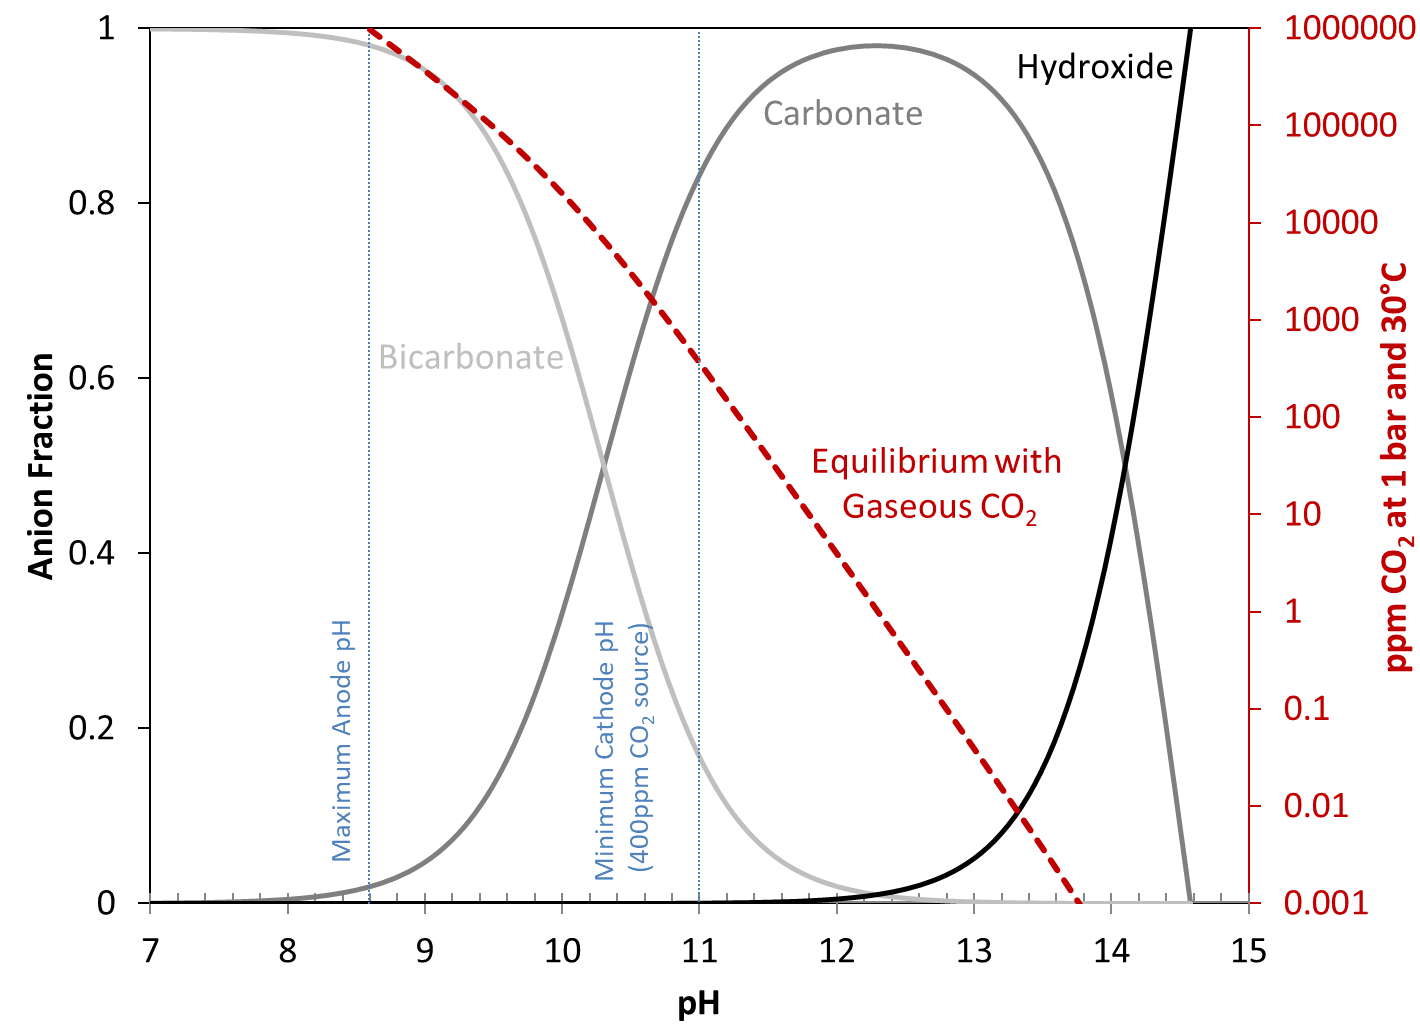 1
0.8
0.6
0.4
0.2
0
Anion Fraction
7
8
9
10
11
12
13
14
15
pH
1000000
100000
10000
1000
100
10
1
0.1
0.01
0.001
ppm CO₂ at 1 bar and 30°C
Hydroxide
Carbonate
Bicarbonate
Equilibrium with
Gaseous CO₂
Maximum Anode pH
Minimum Cathode pH
(400ppm CO₂ source)